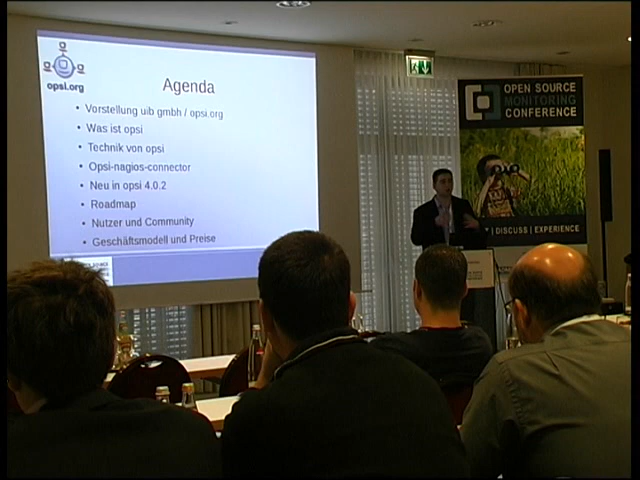 opsi.org
Agenda
• Vorstellung uib gmbh / opsi.org
• Was ist opsi
• Technik von opsi
• Opsi-nagios-connector
• Neu in opsi 4.0.2
• Roadmap
• Nutzer und Community
• Geschäftsmodell und Preise
OPEN SOURCE
MONITORING
CONFERENCE
| DISCUSS | EXPERIENCE